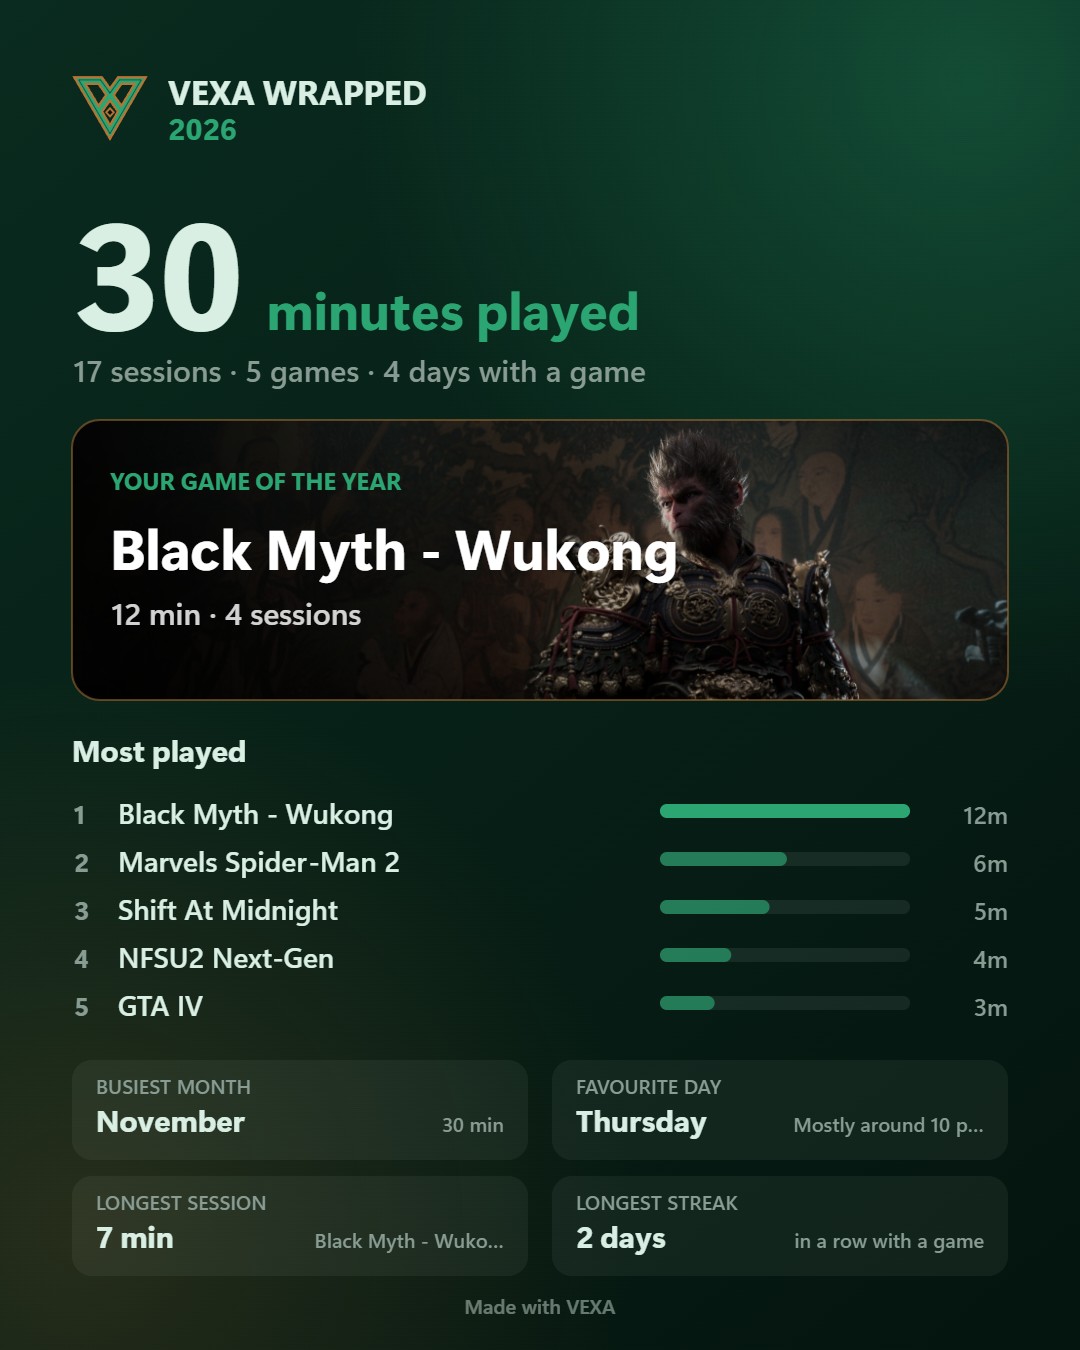 VEXA WRAPPED
2026
30 minutes played
17 sessions · 5 games · 4 days with a game
YOUR GAME OF THE YEAR
Black Myth - Wukong
12 min · 4 sessions
Most played
1 Black Myth - Wukong 12m
2 Marvels Spider-Man 2 6m
3 Shift At Midnight 5m
4 NFSU2 Next-Gen 4m
5 GTA IV 3m
BUSIEST MONTH
November 30 min
FAVOURITE DAY
Thursday Mostly around 10 p...
LONGEST SESSION
7 min Black Myth - Wuko...
LONGEST STREAK
2 days in a row with a game
Made with VEXA